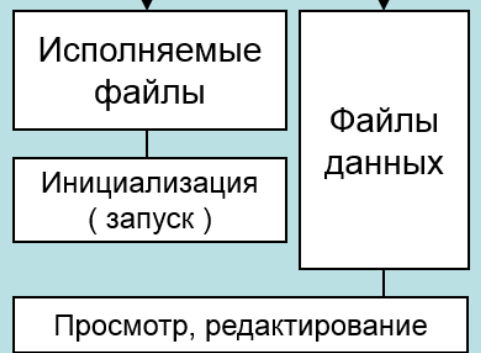 Исполняемые
файлы
Инициализация
( запуск )
Файлы
данных
Просмотр, редактирование